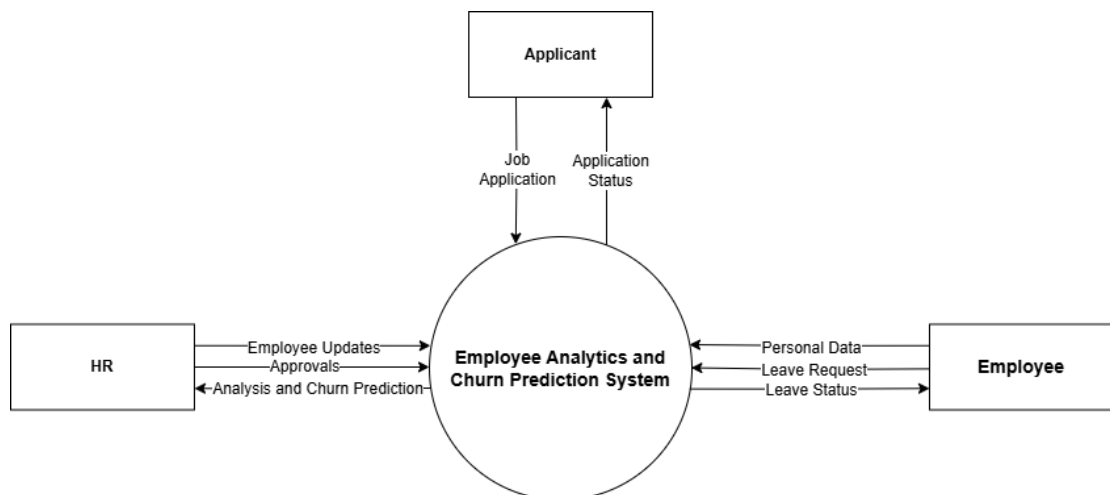 Applicant
Job
Application
Application
Status
HR
Employee Updates
Approvals
Analysis and Churn Prediction
Employee Analytics and
Churn Prediction System
Personal Data
Leave Request
Leave Status
Employee